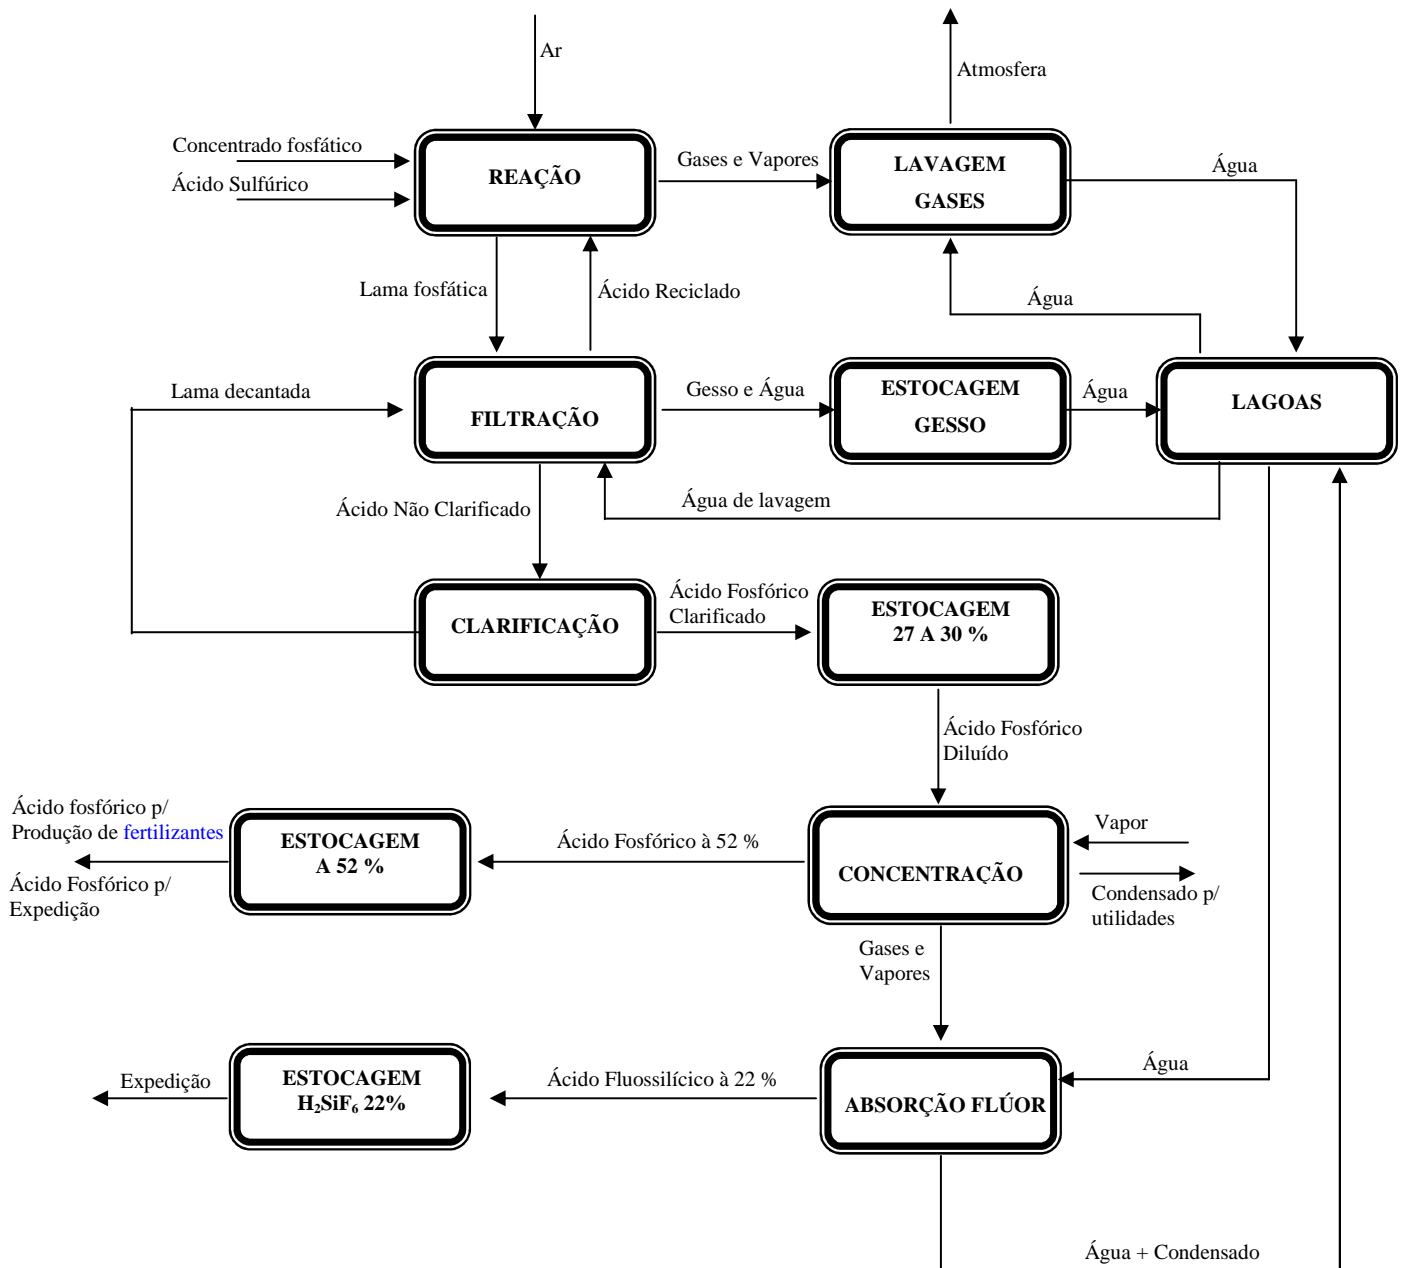 Ar
Atmosfera
Concentrado fosfático
Ácido Sulfúrico
REAÇÃO
Gases e Vapores
LAVAGEM
GASES
Água
Lama fosfática
Ácido Reciclado
Água
Lama decantada
FILTRAÇÃO
Gesso e Água
ESTOCAGEM
GESSO
Água
LAGOAS
Ácido Não Clarificado
Água de lavagem
CLARIFICAÇÃO
Ácido Fosfórico
Clarificado
ESTOCAGEM
27 A 30 %
Ácido Fosfórico
Diluído
Ácido fosfórico p/
Produção de fertilizantes
Ácido Fosfórico p/
Expedição
ESTOCAGEM
A 52 %
Ácido Fosfórico à 52 %
CONCENTRAÇÃO
Vapor
Condensado p/
utilidades
Gases e
Vapores
Expedição
ESTOCAGEM
H₂SiF₆ 22%
Ácido Fluossilícico à 22 %
ABSORÇÃO FLÚOR
Água
Água + Condensado